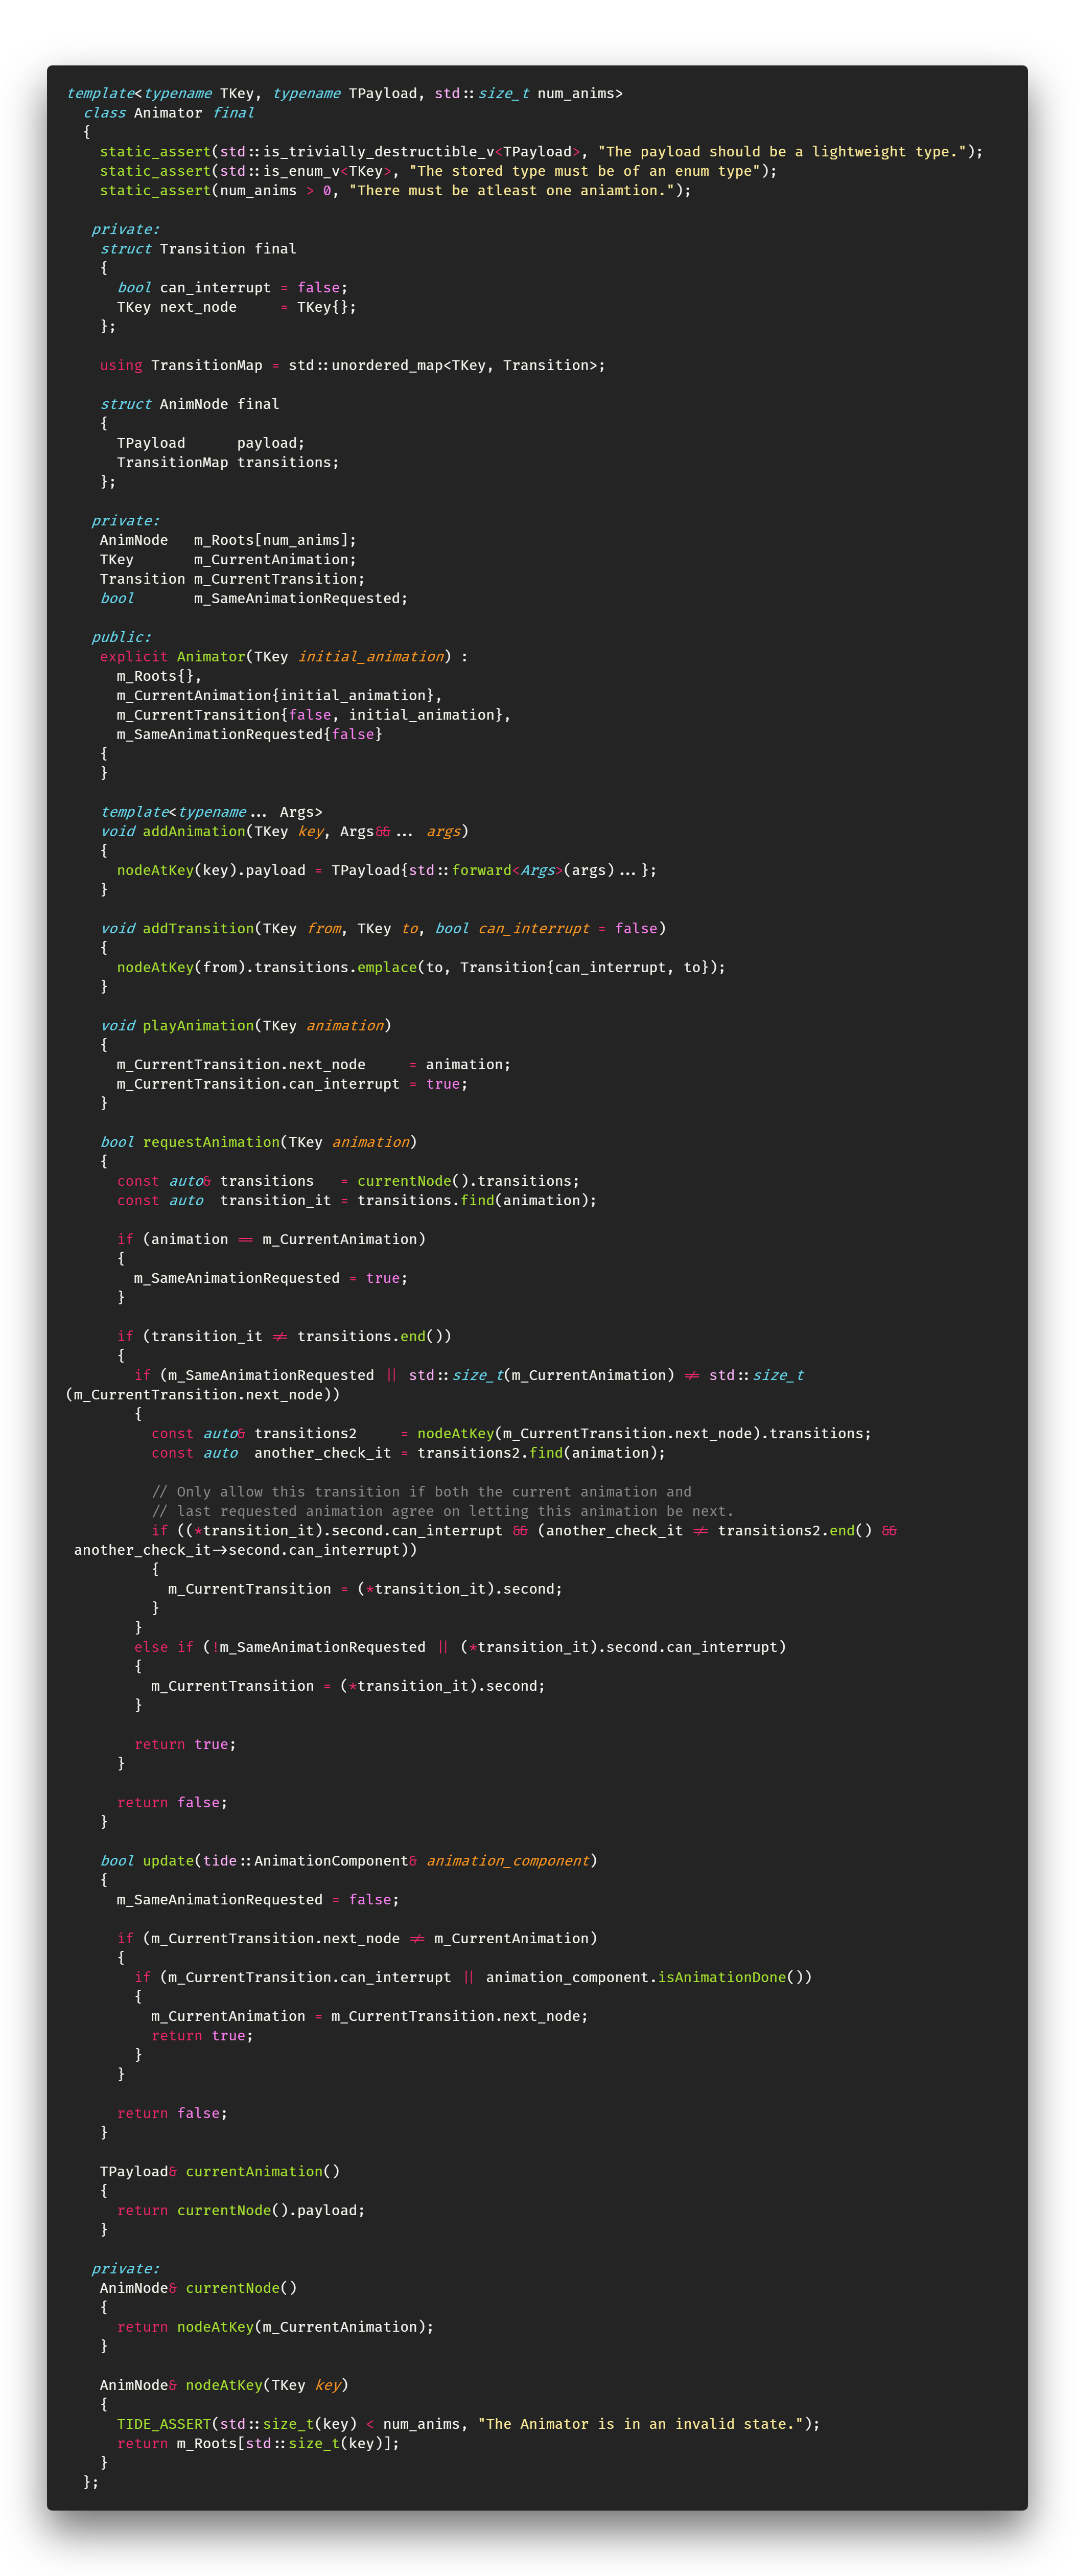 template<typename TKey, typename TPayload, std::size_t num_anims>
  class Animator final
  {
    static_assert(std::is_trivially_destructible_v<TPayload>, "The payload should be a lightweight type.");
    static_assert(std::is_enum_v<TKey>, "The stored type must be of an enum type");
    static_assert(num_anims > 0, "There must be atleast one aniamtion.");

   private:
    struct Transition final
    {
      bool can_interrupt = false;
      TKey next_node     = TKey{};
    };

    using TransitionMap = std::unordered_map<TKey, Transition>;

    struct AnimNode final
    {
      TPayload      payload;
      TransitionMap transitions;
    };

   private:
    AnimNode   m_Roots[num_anims];
    TKey       m_CurrentAnimation;
    Transition m_CurrentTransition;
    bool       m_SameAnimationRequested;

   public:
    explicit Animator(TKey initial_animation) :
      m_Roots{},
      m_CurrentAnimation{initial_animation},
      m_CurrentTransition{false, initial_animation},
      m_SameAnimationRequested{false}
    {
    }

    template<typename... Args>
    void addAnimation(TKey key, Args&&... args)
    {
      nodeAtKey(key).payload = TPayload{std::forward<Args>(args)...};
    }

    void addTransition(TKey from, TKey to, bool can_interrupt = false)
    {
      nodeAtKey(from).transitions.emplace(to, Transition{can_interrupt, to});
    }

    void playAnimation(TKey animation)
    {
      m_CurrentTransition.next_node     = animation;
      m_CurrentTransition.can_interrupt = true;
    }

    bool requestAnimation(TKey animation)
    {
      const auto& transitions   = currentNode().transitions;
      const auto  transition_it = transitions.find(animation);

      if (animation == m_CurrentAnimation)
      {
        m_SameAnimationRequested = true;
      }

      if (transition_it != transitions.end())
      {
        if (m_SameAnimationRequested || std::size_t(m_CurrentAnimation) != std::size_t
(m_CurrentTransition.next_node))
        {
          const auto& transitions2     = nodeAtKey(m_CurrentTransition.next_node).transitions;
          const auto  another_check_it = transitions2.find(animation);

          // Only allow this transition if both the current animation and
          // last requested animation agree on letting this animation be next.
          if ((*transition_it).second.can_interrupt && (another_check_it != transitions2.end() &&
 another_check_it->second.can_interrupt))
          {
            m_CurrentTransition = (*transition_it).second;
          }
        }
        else if (!m_SameAnimationRequested || (*transition_it).second.can_interrupt)
        {
          m_CurrentTransition = (*transition_it).second;
        }

        return true;
      }

      return false;
    }

    bool update(tide::AnimationComponent& animation_component)
    {
      m_SameAnimationRequested = false;

      if (m_CurrentTransition.next_node != m_CurrentAnimation)
      {
        if (m_CurrentTransition.can_interrupt || animation_component.isAnimationDone())
        {
          m_CurrentAnimation = m_CurrentTransition.next_node;
          return true;
        }
      }

      return false;
    }

    TPayload& currentAnimation()
    {
      return currentNode().payload;
    }

   private:
    AnimNode& currentNode()
    {
      return nodeAtKey(m_CurrentAnimation);
    }

    AnimNode& nodeAtKey(TKey key)
    {
      TIDE_ASSERT(std::size_t(key) < num_anims, "The Animator is in an invalid state.");
      return m_Roots[std::size_t(key)];
    }
  };